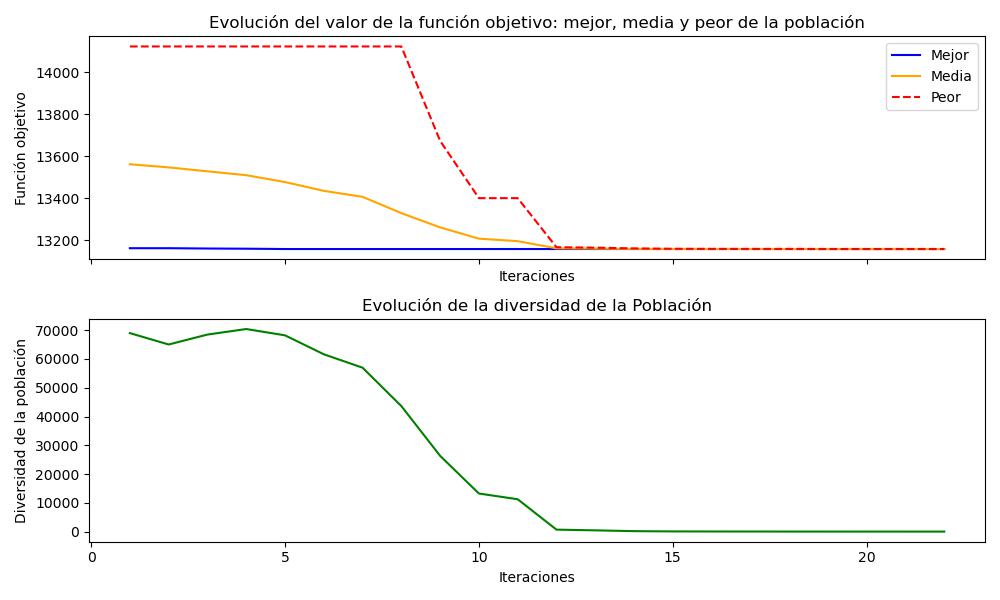 Evolución del valor de la función objetivo: mejor, media y peor de la población
Función objetivo
14000
13800
13600
13400
13200
Mejor
Media
Peor
Iteraciones
Evolución de la diversidad de la Población
Diversidad de la población
70000
60000
50000
40000
30000
20000
10000
0
0 5 10 15 20
Iteraciones